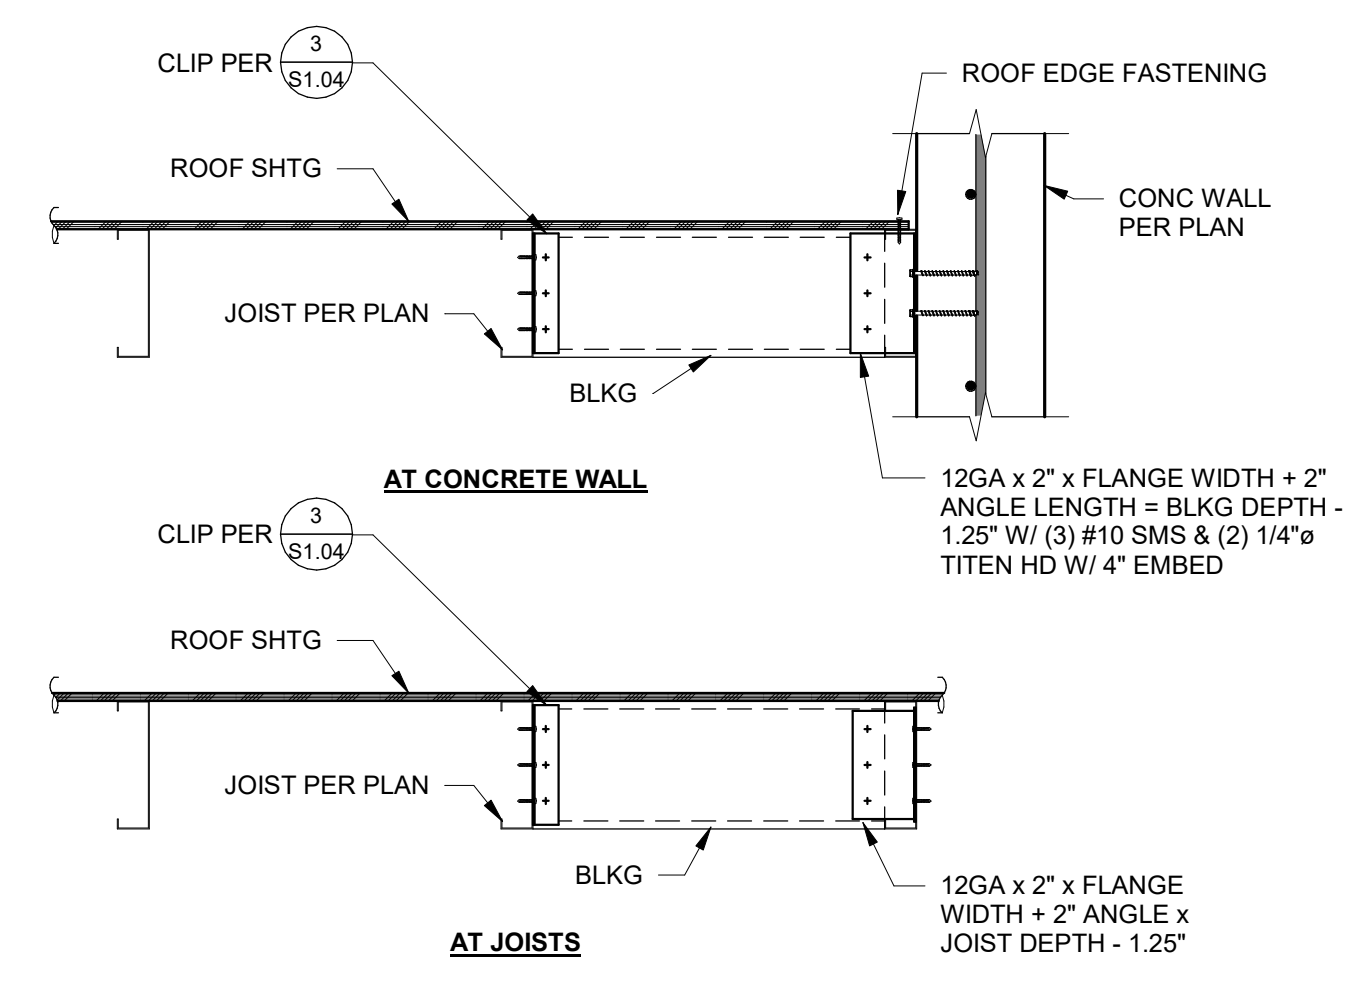 CLIP PER
3
S1.04
ROOF EDGE FASTENING
ROOF SHTG
CONC WALL
PER PLAN
JOIST PER PLAN
BLKG
AT CONCRETE WALL
12GA x 2" x FLANGE WIDTH + 2"
ANGLE LENGTH = BLKG DEPTH -
1.25" W/ (3) #10 SMS & (2) 1/4"ø
TITEN HD W/ 4" EMBED
CLIP PER
3
S1.04
ROOF SHTG
JOIST PER PLAN
BLKG
12GA x 2" x FLANGE
WIDTH + 2" ANGLE x
JOIST DEPTH - 1.25"
AT JOISTS